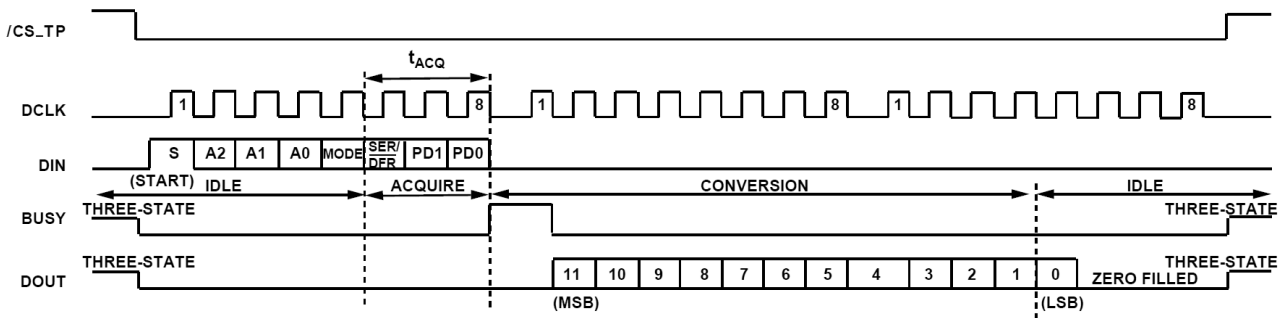 /CS_TP
tACQ
DCLK 1 8 1 8 1 8
DIN S A2 A1 A0 MODE SER/DFR PD1 PD0
(START) IDLE ACQUIRE CONVERSION IDLE
BUSY THREE-STATE THREE-STATE
DOUT THREE-STATE 11 10 9 8 7 6 5 4 3 2 1 0 ZERO FILLED THREE-STATE
(MSB) (LSB)